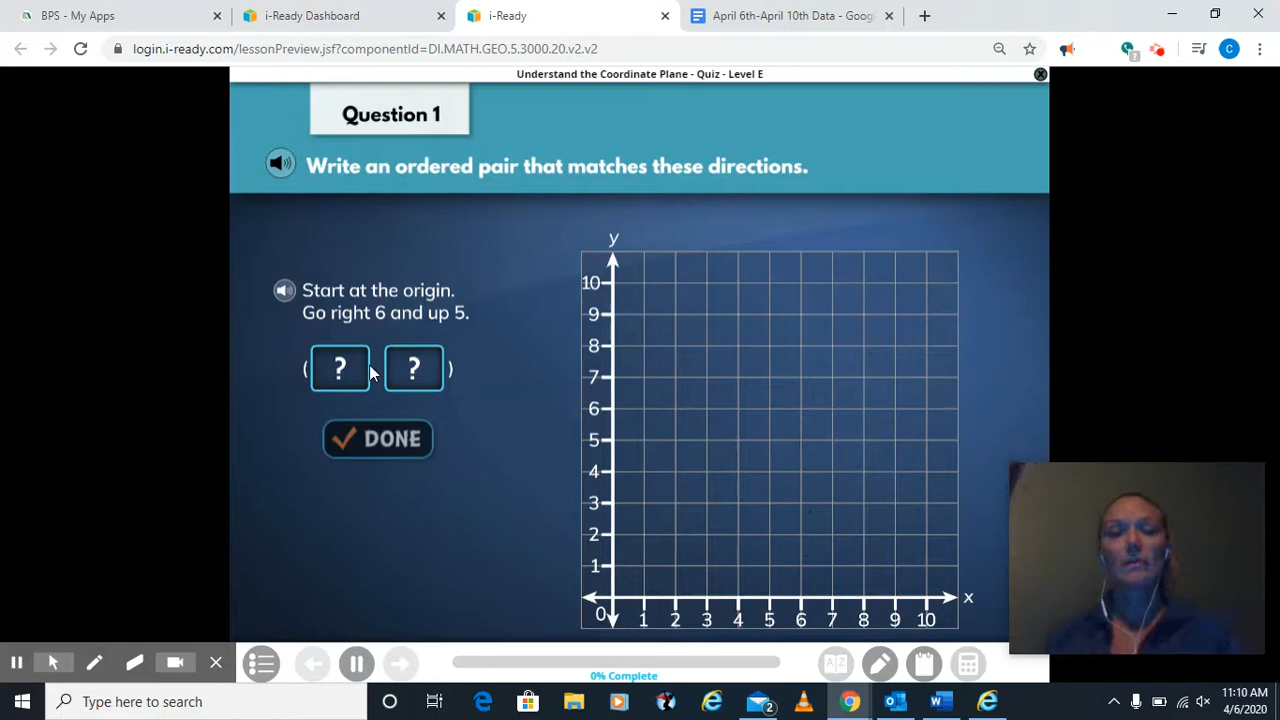 BPS - My Apps
i-Ready Dashboard
i-Ready
April 6th-April 10th Data - Goog
login.i-ready.com/lessonPreview.jsf?componentId=DI.MATH.GEO.5.3000.20.v2.v2
C
?
Understand the Coordinate Plane - Quiz - Level E
X
Question 1
Write an ordered pair that matches these directions.
Start at the origin.
Go right 6 and up 5.
( ? , ? )
DONE
y
10
9
8
7
6
5
4
3
2
1
0 1 2 3 4 5 6 7 8 9 10
x
A|Z
0% Complete
Type here to search
2
11:10 AM
4/6/2020